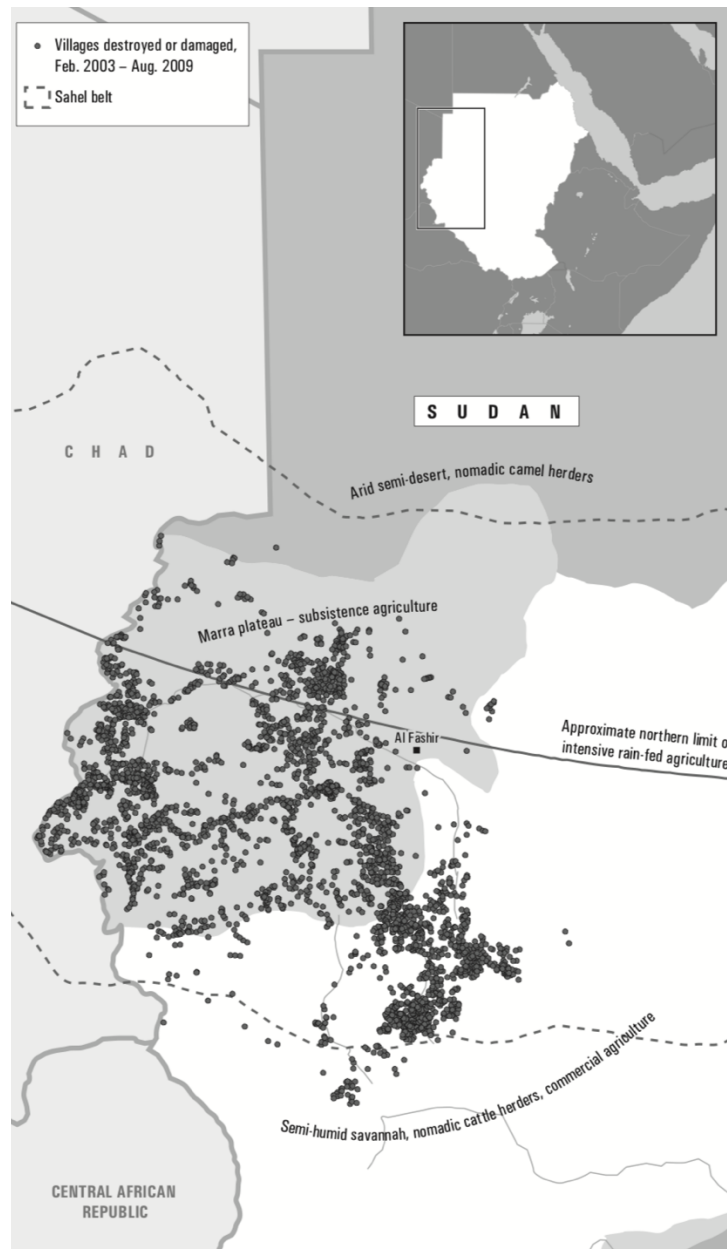 Villages destroyed or damaged,
Feb. 2003 – Aug. 2009
Sahel belt
SUDAN
CHAD
Arid semi-desert, nomadic camel herders
Marra plateau – subsistence agriculture
Al Fashir
Approximate northern limit o
intensive rain-fed agriculture
Semi-humid savannah, nomadic cattle herders, commercial agriculture
CENTRAL AFRICAN
REPUBLIC